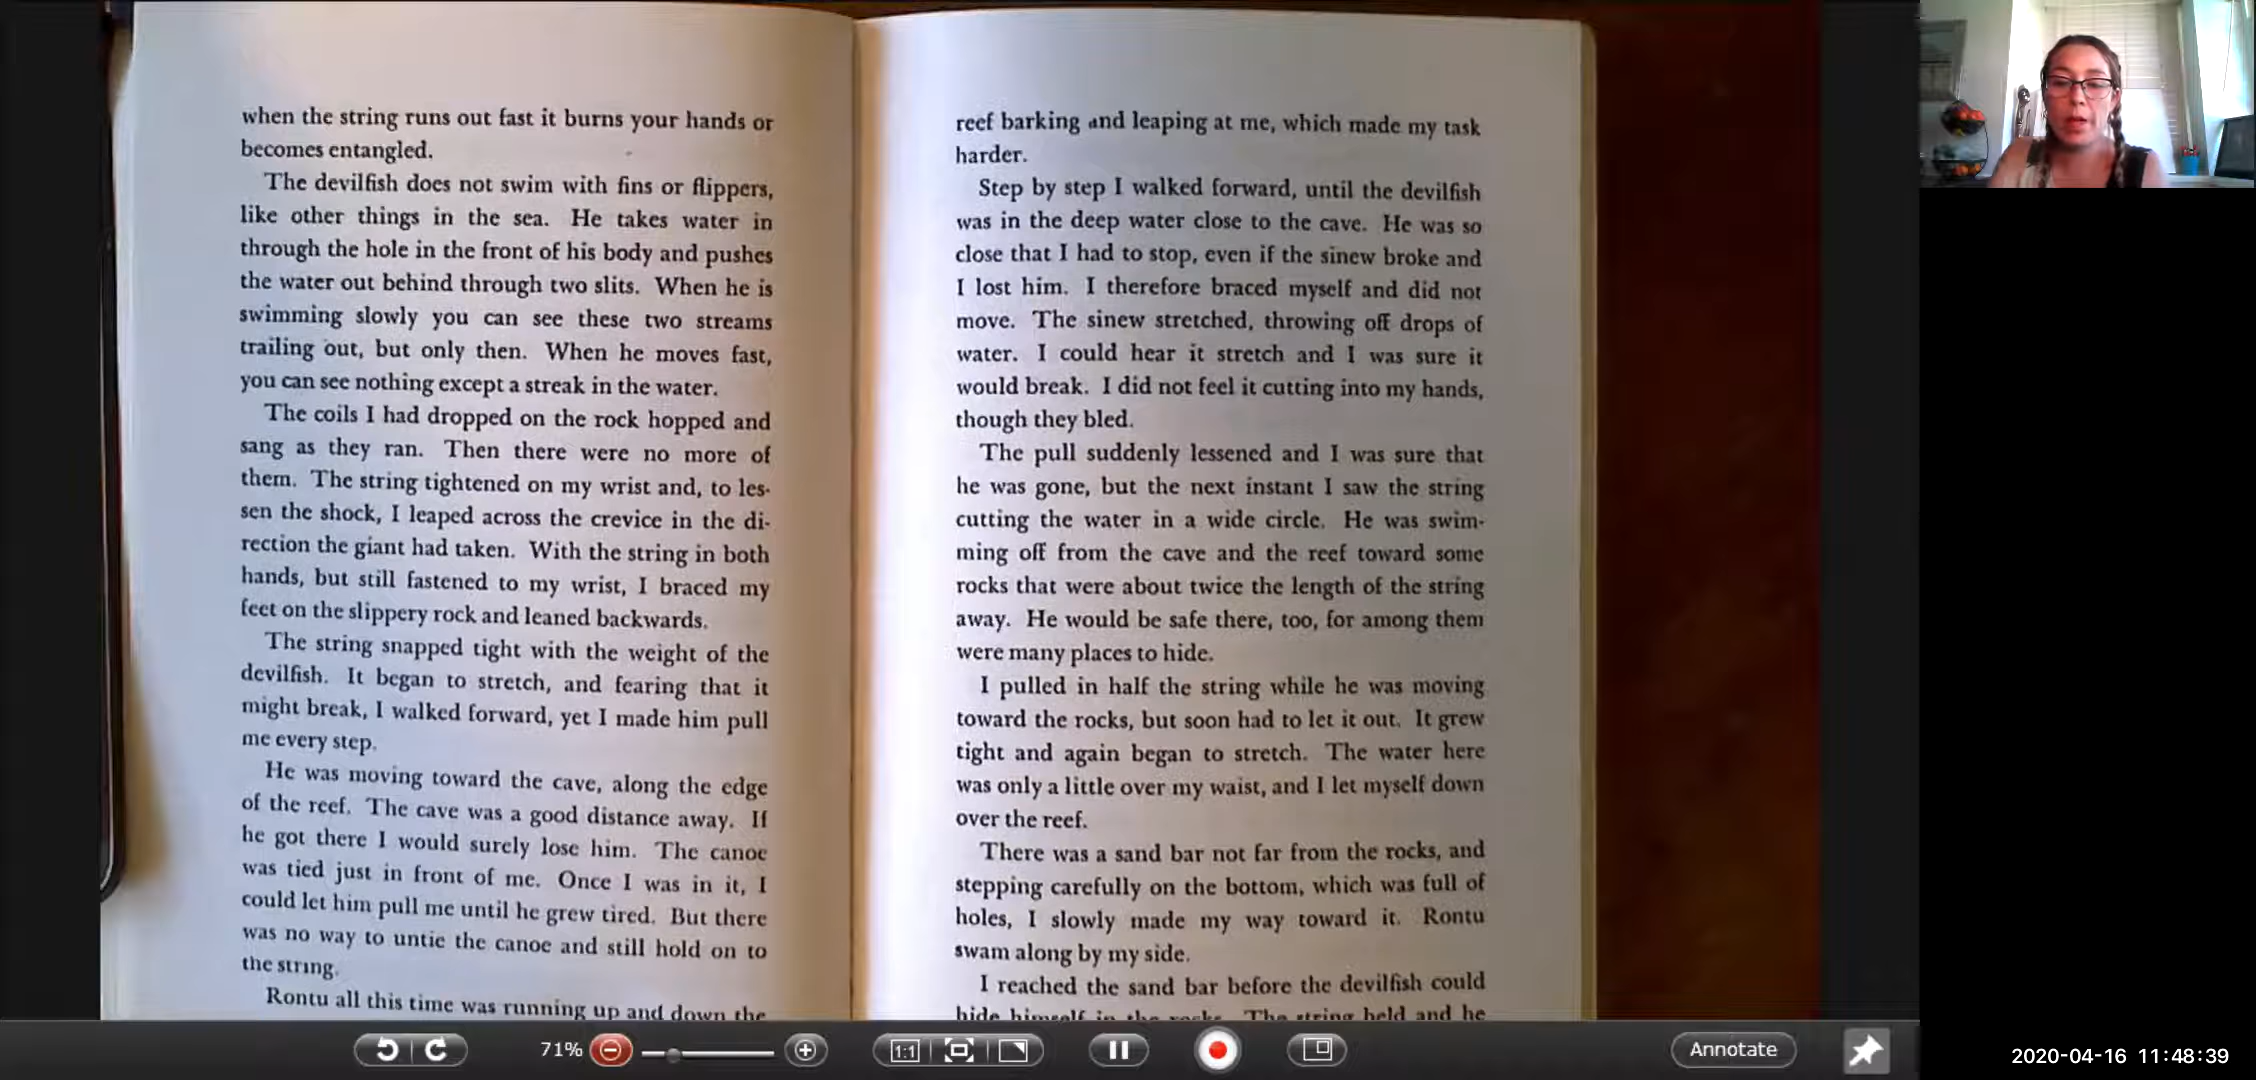 when the string runs out fast it burns your hands or
becomes entangled.
The devilfish does not swim with fins or flippers,
like other things in the sea. He takes water in
through the hole in the front of his body and pushes
the water out behind through two slits. When he is
swimming slowly you can see these two streams
trailing out, but only then. When he moves fast,
you can see nothing except a streak in the water.
The coils I had dropped on the rock hopped and
sang as they ran. Then there were no more of
them. The string tightened on my wrist and, to les-
sen the shock, I leaped across the crevice in the di-
rection the giant had taken. With the string in both
hands, but still fastened to my wrist, I braced my
feet on the slippery rock and leaned backwards.
The string snapped tight with the weight of the
devilfish. It began to stretch, and fearing that it
might break, I walked forward, yet I made him pull
me every step.
He was moving toward the cave, along the edge
of the reef. The cave was a good distance away. If
he got there I would surely lose him. The canoe
was tied just in front of me. Once I was in it, I
could let him pull me until he grew tired. But there
was no way to untie the canoe and still hold on to
the string.
Rontu all this time was running up and down the
reef barking and leaping at me, which made my task
harder.
Step by step I walked forward, until the devilfish
was in the deep water close to the cave. He was so
close that I had to stop, even if the sinew broke and
I lost him. I therefore braced myself and did not
move. The sinew stretched, throwing off drops of
water. I could hear it stretch and I was sure it
would break. I did not feel it cutting into my hands,
though they bled.
The pull suddenly lessened and I was sure that
he was gone, but the next instant I saw the string
cutting the water in a wide circle. He was swim-
ming off from the cave and the reef toward some
rocks that were about twice the length of the string
away. He would be safe there, too, for among them
were many places to hide.
I pulled in half the string while he was moving
toward the rocks, but soon had to let it out. It grew
tight and again began to stretch. The water here
was only a little over my waist, and I let myself down
over the reef.
There was a sand bar not far from the rocks, and
stepping carefully on the bottom, which was full of
holes, I slowly made my way toward it. Rontu
swam along by my side.
I reached the sand bar before the devilfish could
hide himself in the rocks. The string held and he
71%
1:1
Annotate
2020-04-16 11:48:39